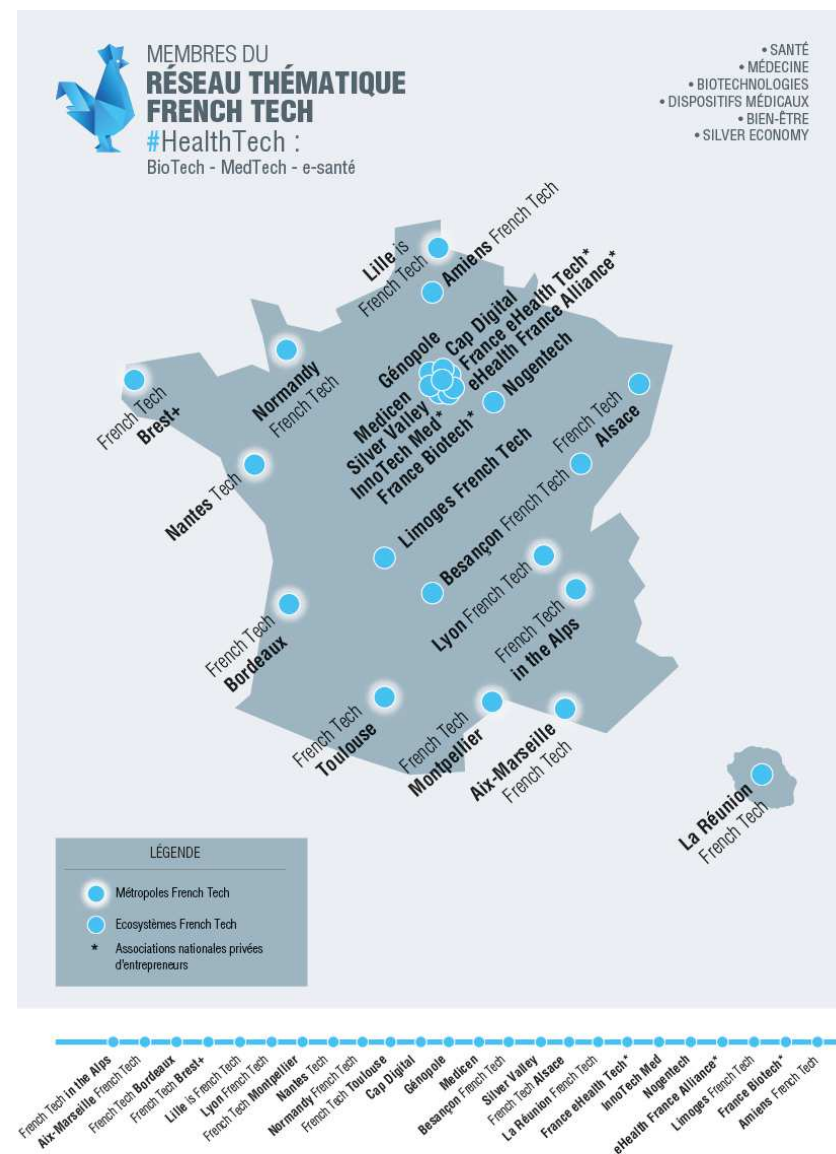 MEMBRES DU
RÉSEAU THÉMATIQUE
FRENCH TECH
#HealthTech :
BioTech - MedTech - e-santé
• SANTÉ
• MÉDECINE
• BIOTECHNOLOGIES
• DISPOSITIFS MÉDICAUX
• BIEN-ÊTRE
• SILVER ECONOMY
Lille is
French Tech
Amiens French Tech
Génopole
Cap Digital
France eHealth Tech*
eHealth France Alliance*
Nogentech
Medicen
Silver Valley
InnoTech Med*
France Biotech*
Normandy
French Tech
French Tech
Brest+
French Tech
Alsace
Nantes Tech
Limoges French Tech
Besançon French Tech
Lyon French Tech
French Tech
in the Alps
French Tech
Bordeaux
French Tech
Toulouse
French Tech
Montpellier
Aix-Marseille
French Tech
La Réunion
French Tech
LÉGENDE
Métropoles French Tech
Ecosystèmes French Tech
* Associations nationales privées
d'entrepreneurs
French Tech in the Alps
Aix-Marseille French Tech
French Tech Bordeaux
French Tech Brest+
Lille is French Tech
Lyon French Tech
French Tech Montpellier
Nantes Tech
Normandy French Tech
French Tech Toulouse
Cap Digital
Génopole
Medicen
Besançon French Tech
Silver Valley
French Tech Alsace
La Réunion French Tech
France eHealth Tech*
InnoTech Med
Nogentech
eHealth France Alliance*
Limoges French Tech
France Biotech*
Amiens French Tech